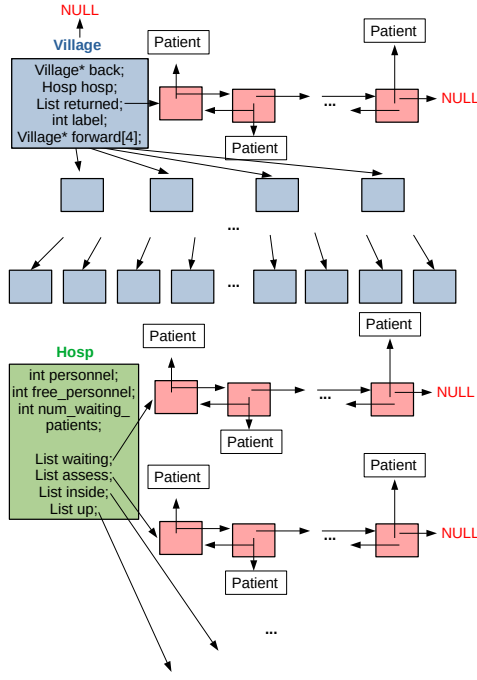 NULL
Village
Village* back;
Hosp hosp;
List returned;
int label;
Village* forward[4];
Patient
Patient
Patient
...
NULL
...
...
Hosp
int personnel;
int free_personnel;
int num_waiting_
patients;
List waiting;
List assess;
List inside;
List up;
Patient
Patient
Patient
...
NULL
Patient
Patient
Patient
...
NULL
...